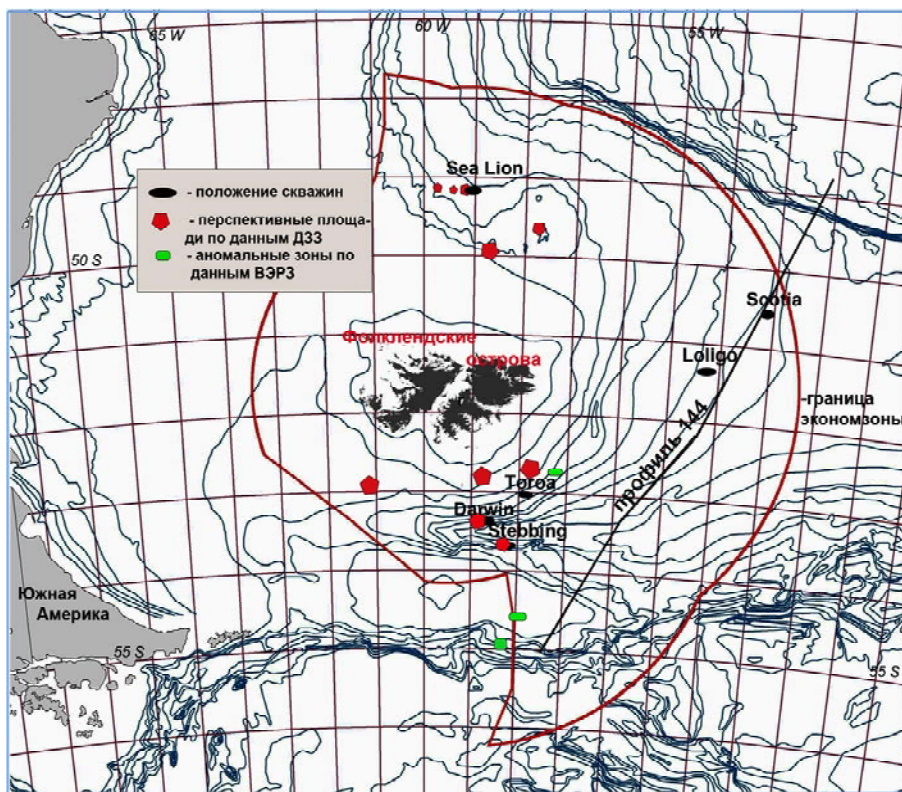 65 W
60 W
55 W
Sea Lion
- положение скважин
- перспективные площа-
ди по данным ДЗЗ
- аномальные зоны по
данным ВЭРЗ
50 S
Scotia
Фолклендские
острова
Loligo
-граница
экономзоны
профиль 144
Toroa
Darwin
Stebbing
Южная
Америка
55 S
55 S